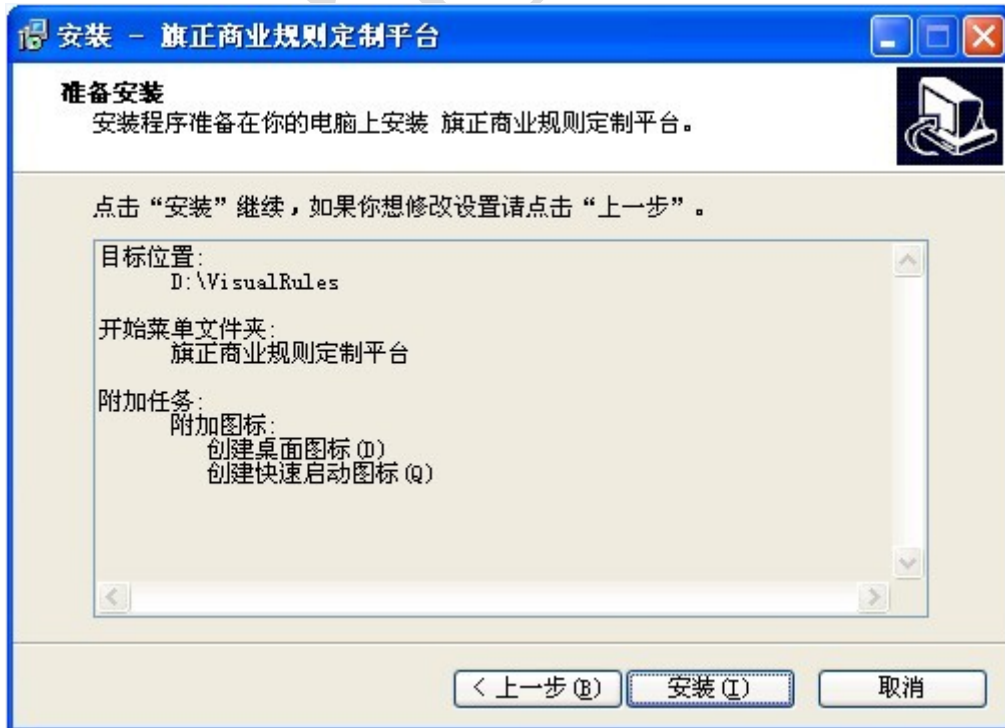 安装 - 旗正商业规则定制平台
准备安装
安装程序准备在你的电脑上安装 旗正商业规则定制平台。
点击“安装”继续，如果你想修改设置请点击“上一步”。
目标位置:
D:\VisualRules
开始菜单文件夹:
旗正商业规则定制平台
附加任务:
附加图标:
创建桌面图标(D)
创建快速启动图标(Q)
< 上一步(B) 安装(I) 取消